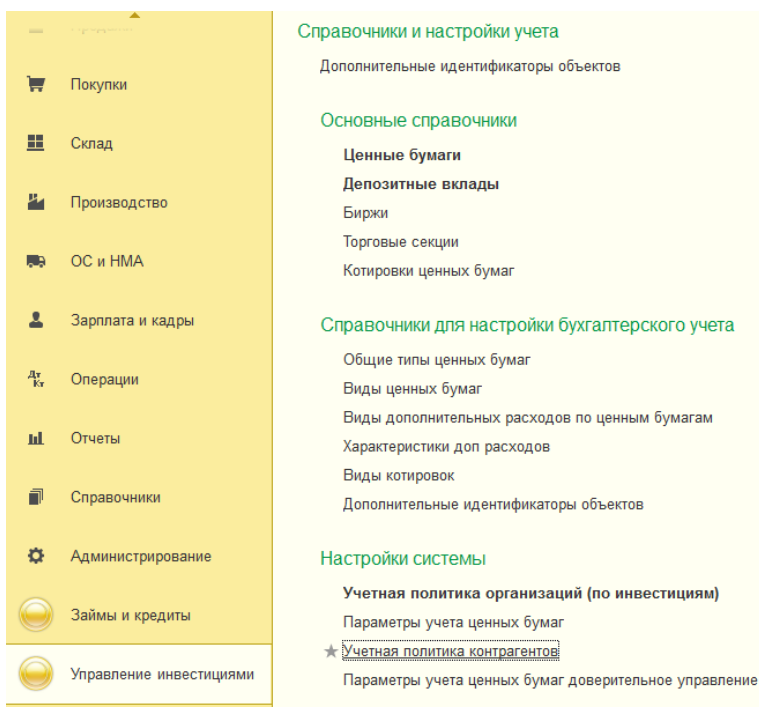 Покупки
Склад
Производство
ОС и НМА
Зарплата и кадры
Дт
Кт
Операции
Отчеты
Справочники
Администрирование
Займы и кредиты
Управление инвестициями
Справочники и настройки учета
Дополнительные идентификаторы объектов
Основные справочники
Ценные бумаги
Депозитные вклады
Биржи
Торговые секции
Котировки ценных бумаг
Справочники для настройки бухгалтерского учета
Общие типы ценных бумаг
Виды ценных бумаг
Виды дополнительных расходов по ценным бумагам
Характеристики доп расходов
Виды котировок
Дополнительные идентификаторы объектов
Настройки системы
Учетная политика организаций (по инвестициям)
Параметры учета ценных бумаг
Учетная политика контрагентов
Параметры учета ценных бумаг доверительное управление